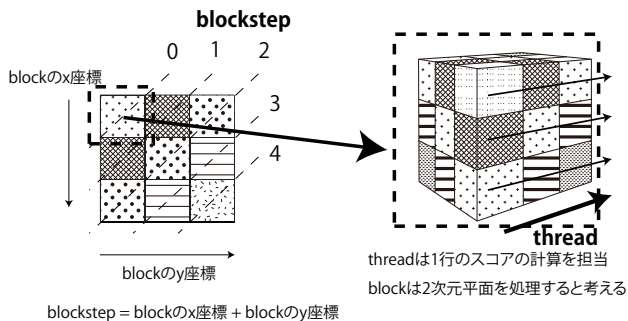 blockstep
0 1 2
3
4
blockのx座標
blockのy座標
blockstep = blockのx座標 + blockのy座標
thread
threadは1行のスコアの計算を担当
blockは2次元平面を処理すると考える